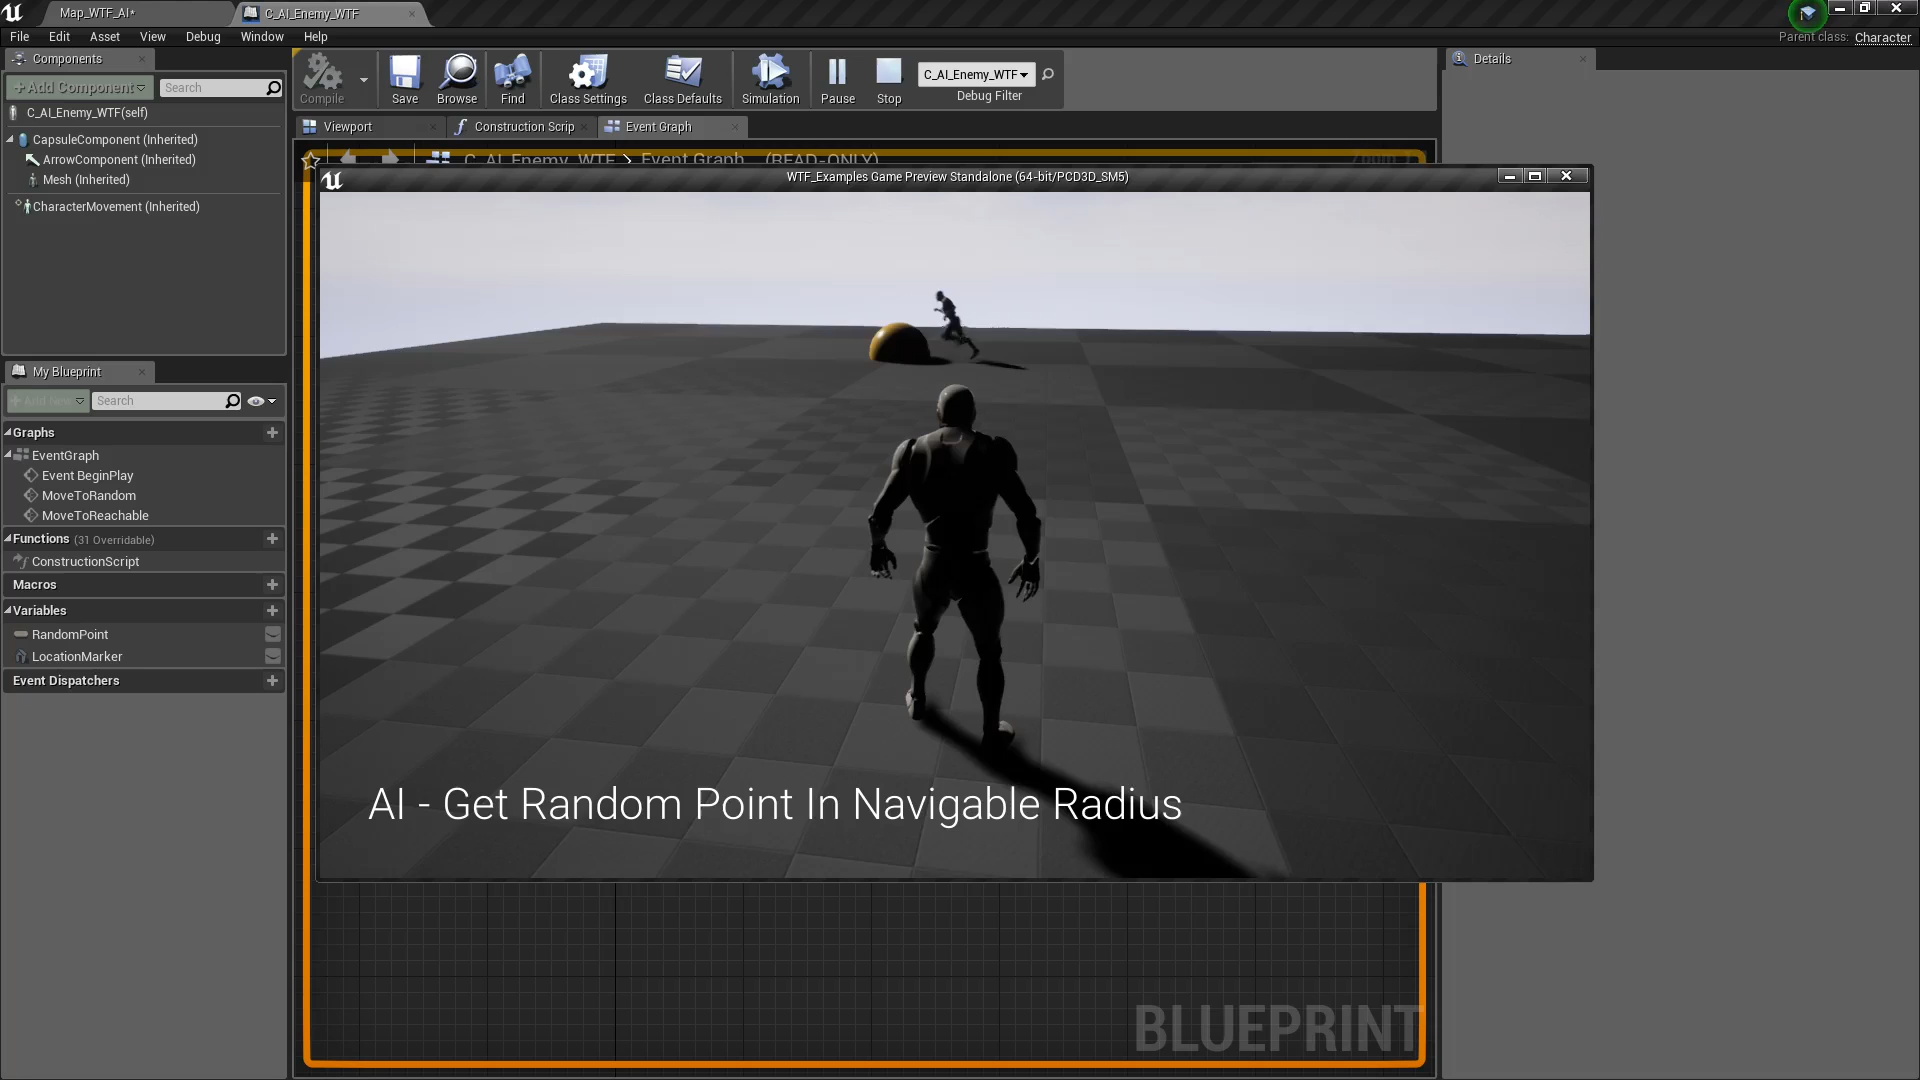 Map_WTF_AI*
C_AI_Enemy_WTF
File Edit Asset View Debug Window Help
Parent class: Character
Components
Add Component
Search
C_AI_Enemy_WTF(self)
CapsuleComponent (Inherited)
ArrowComponent (Inherited)
Mesh (Inherited)
CharacterMovement (Inherited)
Compile Save Browse Find Class Settings Class Defaults Simulation Pause Stop
C_AI_Enemy_WTF
Debug Filter
Details
Viewport
Construction Scrip
Event Graph
C_AI_Enemy_WTF > Event Graph (READ-ONLY)
WTF_Examples Game Preview Standalone (64-bit/PCD3D_SM5)
My Blueprint
Search
Graphs
EventGraph
Event BeginPlay
MoveToRandom
MoveToReachable
Functions (31 Overridable)
ConstructionScript
Macros
Variables
RandomPoint
LocationMarker
Event Dispatchers
AI - Get Random Point In Navigable Radius
BLUEPRINT